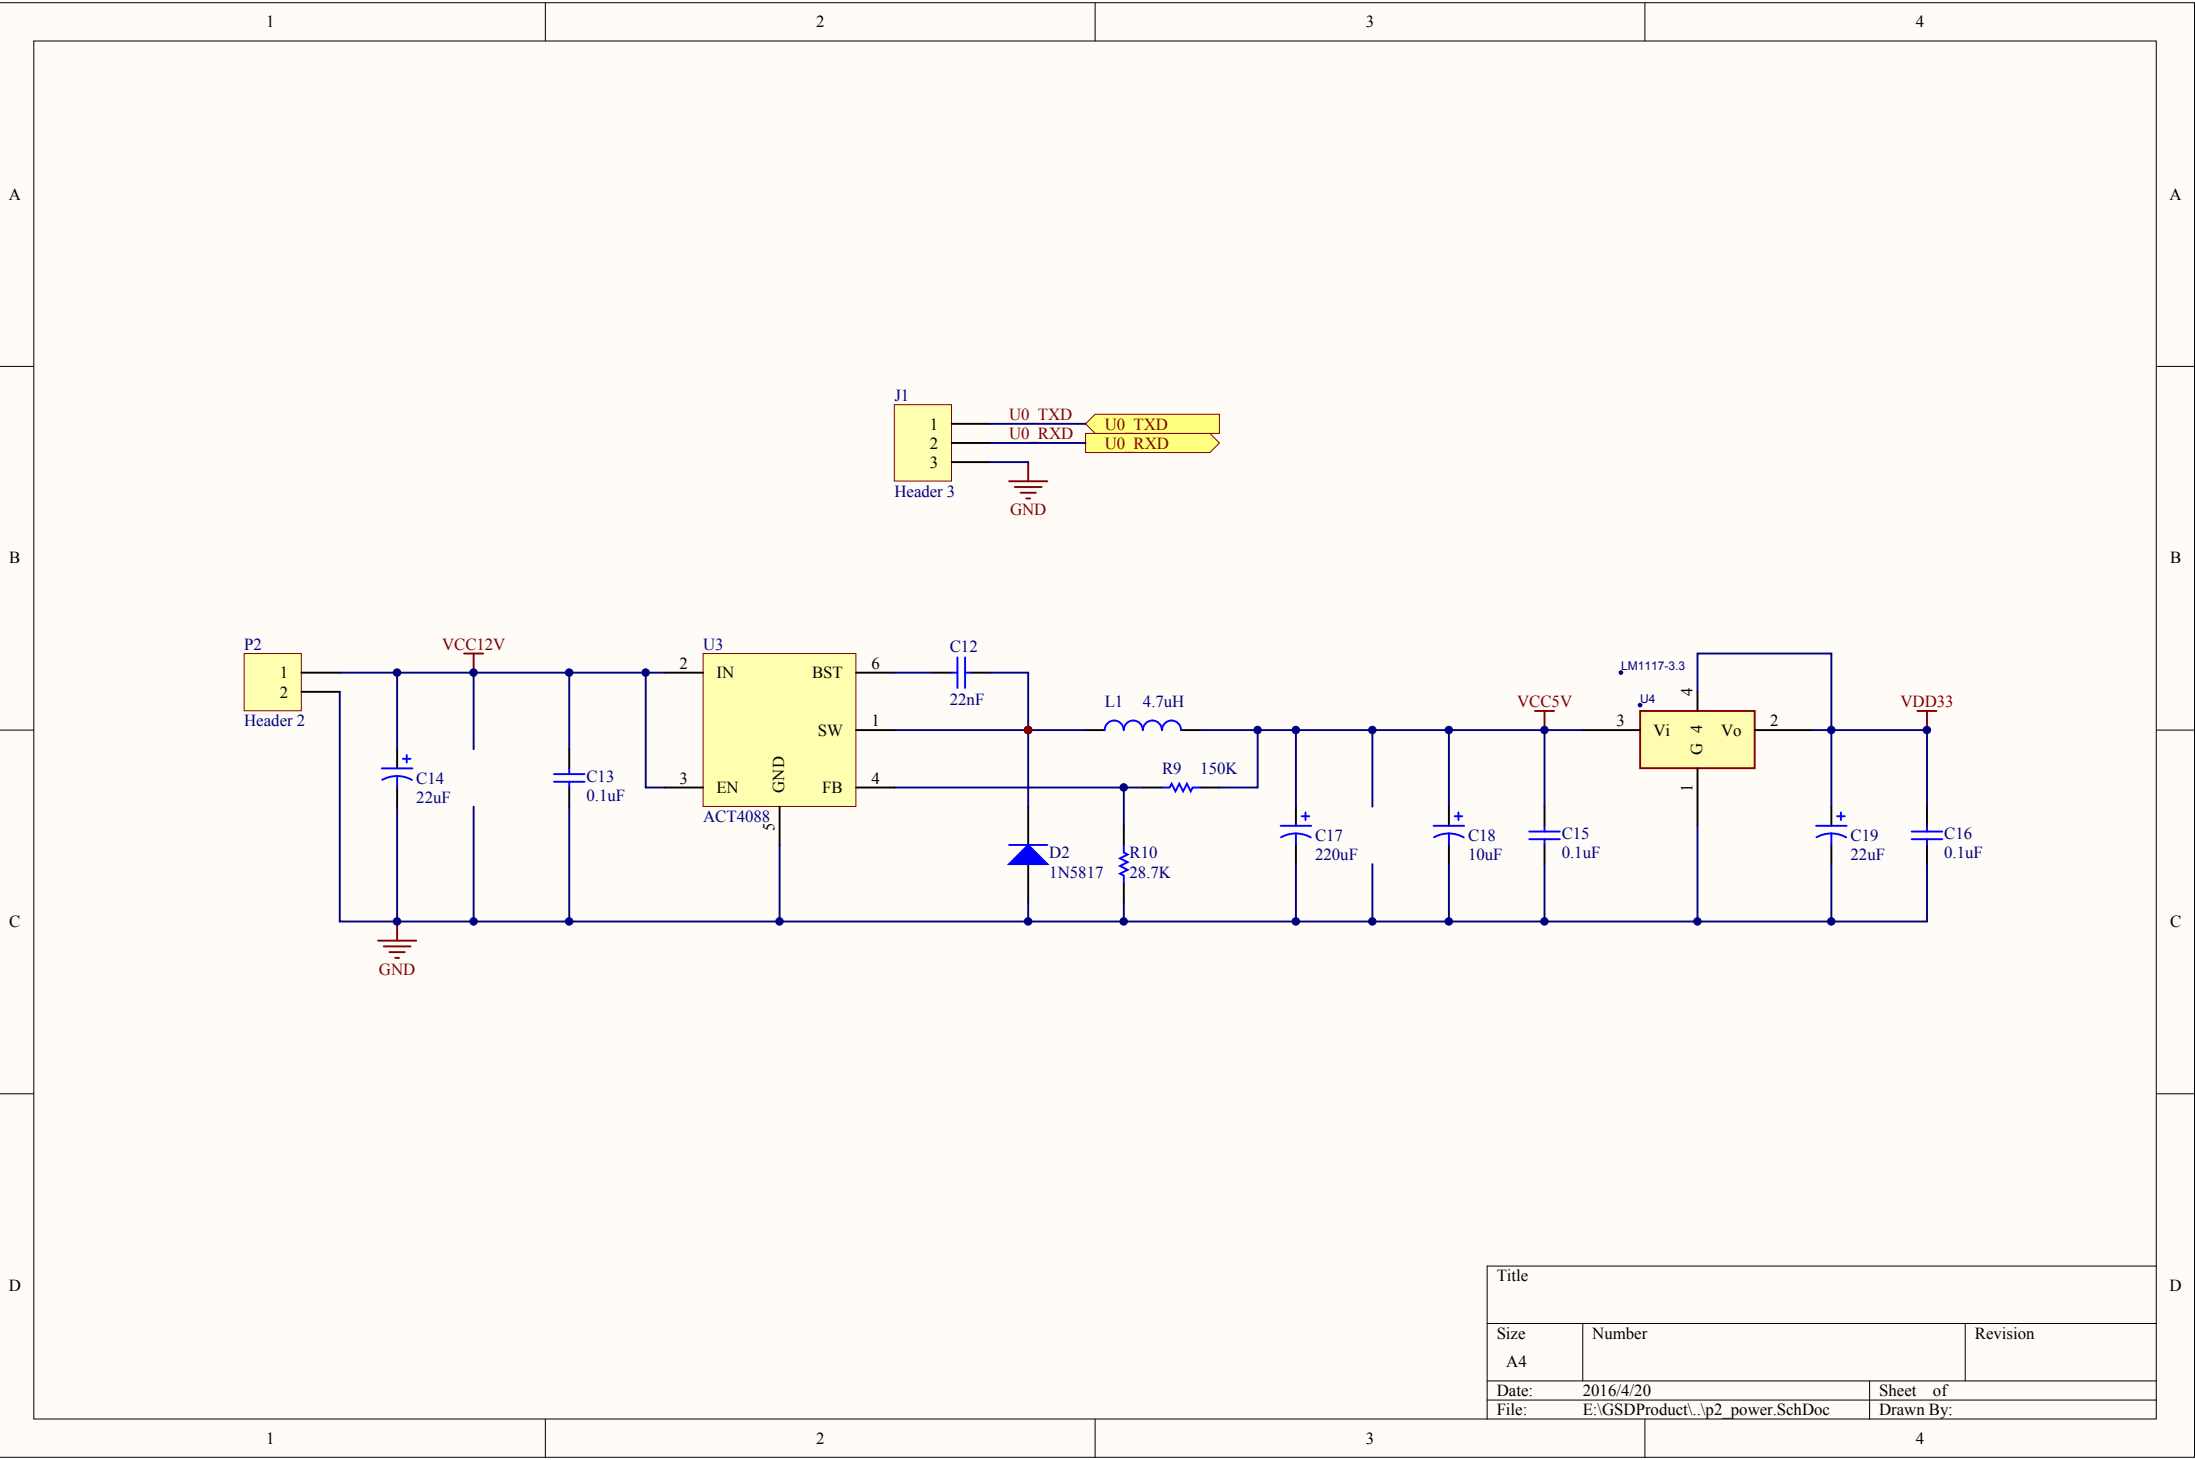 1 2 3 4
A A
J1
1 U0_TXD U0_TXD
2 U0_RXD U0_RXD
3
Header 3
GND
B B
P2
1
2
Header 2
VCC12V
C14
22uF
GND
C13
0.1uF
U3
2 IN BST 6
SW 1
3 EN GND FB 4
ACT4088
5
C12
22nF
L1 4.7uH
R9 150K
D2
1N5817
R10
28.7K
C17
220uF
C18
10uF
VCC5V
C15
0.1uF
LM1117-3.3
U4
4
3 Vi G 4 Vo 2
1
VDD33
C19
22uF
C16
0.1uF
C C
D D
Title
Size Number Revision
A4
Date: 2016/4/20 Sheet of
File: E:\GSDProduct\..\p2_power.SchDoc Drawn By:
1 2 3 4